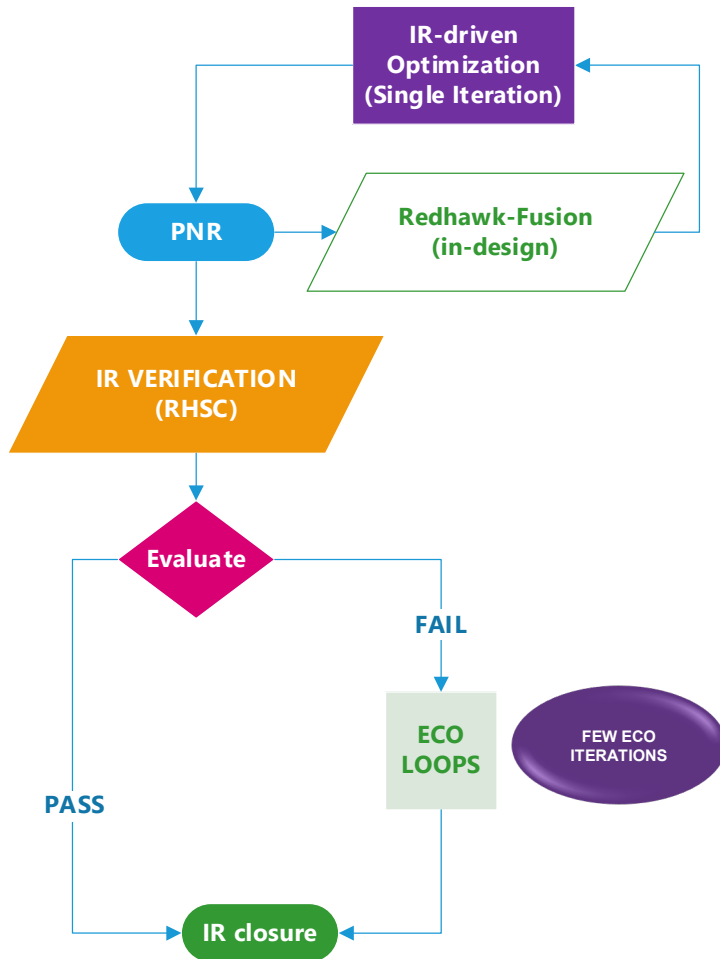 IR-driven
Optimization
(Single Iteration)
PNR
Redhawk-Fusion
(in-design)
IR VERIFICATION
(RHSC)
Evaluate
FAIL
ECO
LOOPS
FEW ECO
ITERATIONS
PASS
IR closure